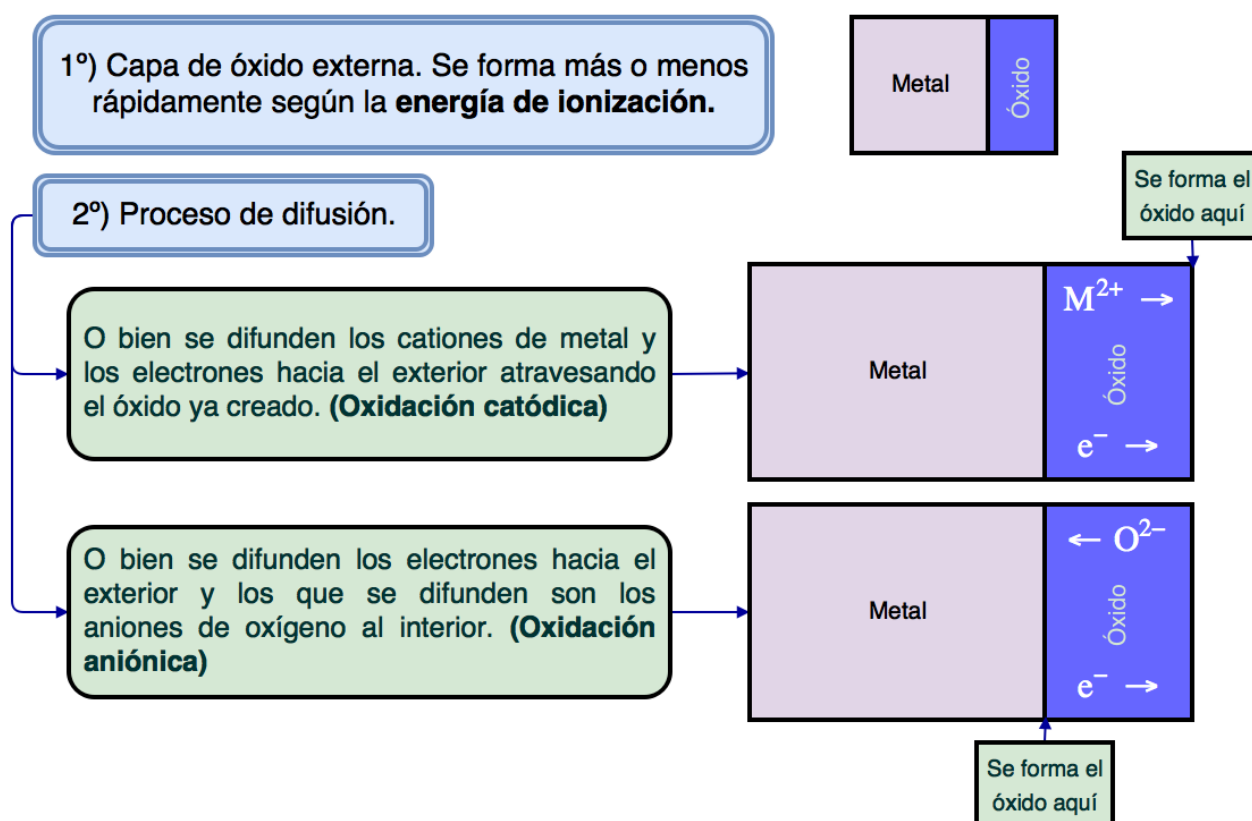 1º) Capa de óxido externa. Se forma más o menos
rápidamente según la energía de ionización.
Metal
Óxido
Se forma el
óxido aquí
2º) Proceso de difusión.
O bien se difunden los cationes de metal y
los electrones hacia el exterior atravesando
el óxido ya creado. (Oxidación catódica)
Metal
M²⁺ →
Óxido
e⁻ →
O bien se difunden los electrones hacia el
exterior y los que se difunden son los
aniones de oxígeno al interior. (Oxidación
aniónica)
Metal
← O²⁻
Óxido
e⁻ →
Se forma el
óxido aquí